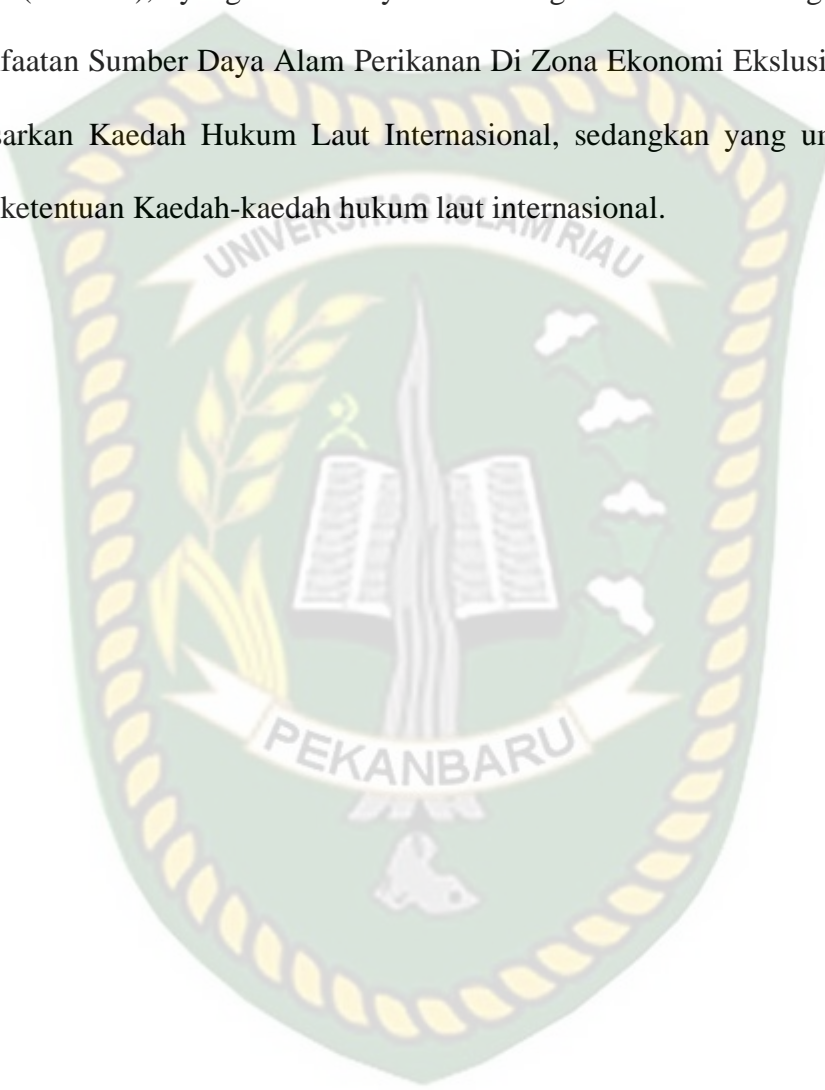 faatan Sumber Daya Alam Perikanan Di Zona Ekonomi Ekslusi
sarkan Kaedah Hukum Laut Internasional, sedangkan yang un
ketentuan Kaedah-kaedah hukum laut internasional.
UNIVERSITAS ISLAM RIAU
PEKANBARU